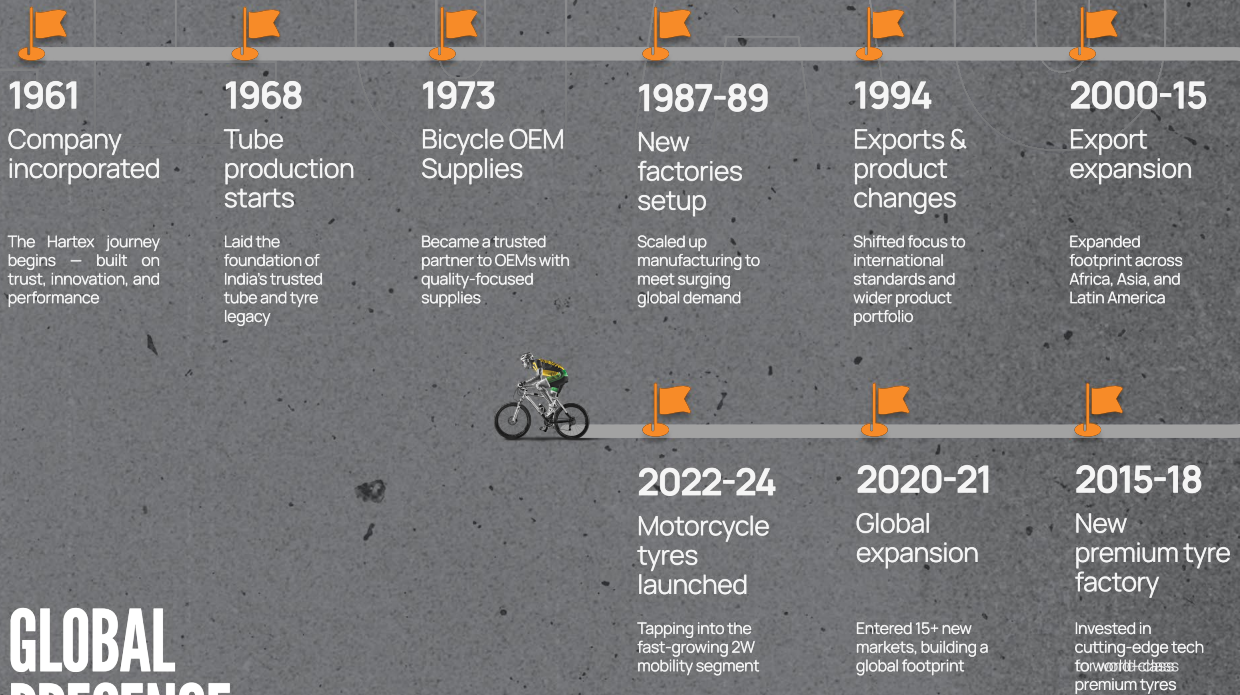 1961
Company
incorporated
The Hartex journey
begins — built on
trust, innovation, and
performance
1968
Tube
production
starts
Laid the
foundation of
India's trusted
tube and tyre
legacy
1973
Bicycle OEM
Supplies
Became a trusted
partner to OEMs with
quality-focused
supplies
1987-89
New
factories
setup
Scaled up
manufacturing to
meet surging
global demand
1994
Exports &
product
changes
Shifted focus to
international
standards and
wider product
portfolio
2000-15
Export
expansion
Expanded
footprint across
Africa, Asia, and
Latin America
2022-24
Motorcycle
tyres
launched
Tapping into the
fast-growing 2W
mobility segment
2020-21
Global
expansion
Entered 15+ new
markets, building a
global footprint
2015-18
New
premium tyre
factory
Invested in
cutting-edge tech
for world-class
premium tyres
GLOBAL
PRESENCE